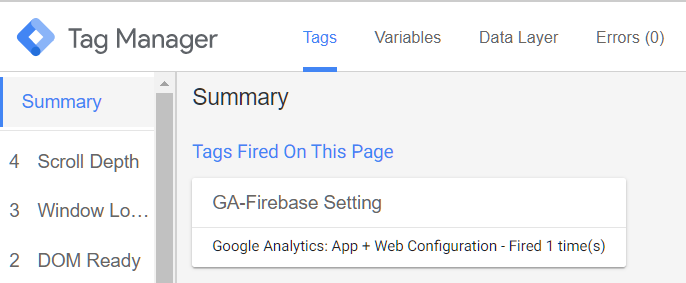 Tag Manager
Tags Variables Data Layer Errors (0)
Summary
4 Scroll Depth
3 Window Lo...
2 DOM Ready
Summary
Tags Fired On This Page
GA-Firebase Setting
Google Analytics: App + Web Configuration - Fired 1 time(s)